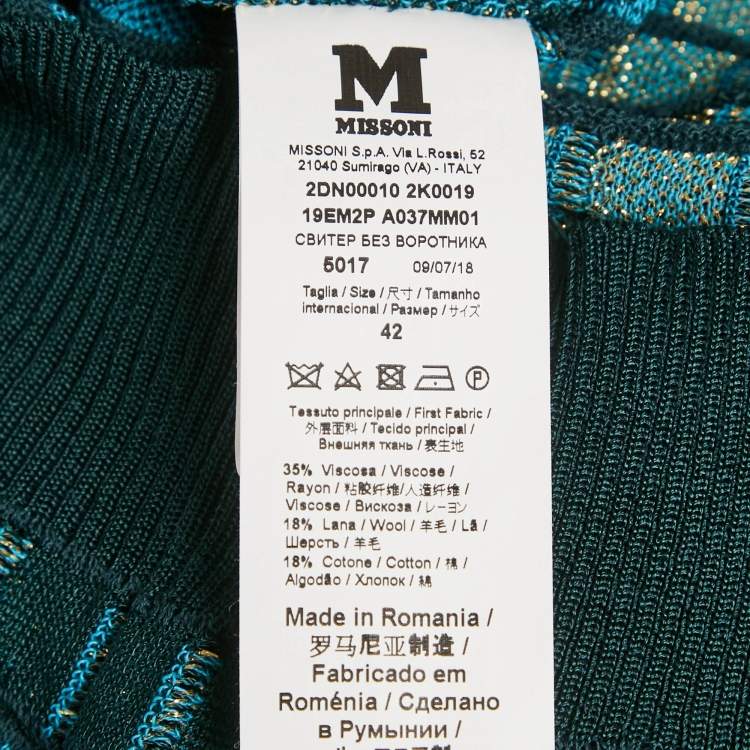 M
MISSONI
MISSONI S.p.A. Via L.Rossi, 52
21040 Sumirago (VA) - ITALY
2DN00010 2K0019
19EM2P A037MM01
СВИТЕР БЕЗ ВОРОТНИКА
5017 09/07/18
Taglia / Size / 尺寸 / Tamanho
internacional / Размер / サイズ
42
P
Tessuto principale / First Fabric /
外层面料 / Tecido principal /
Внешняя ткань / 表生地
35% Viscosa / Viscose /
Rayon / 粘胶纤维/人造纤维 /
Viscose / Вискоза / レーヨン
18% Lana / Wool / 羊毛 / Lã /
Шерсть / 羊毛
18% Cotone / Cotton / 棉 /
Algodão / Хлопок / 綿
Made in Romania /
罗马尼亚制造 /
Fabricado em
Roménia / Сделано
в Румынии /